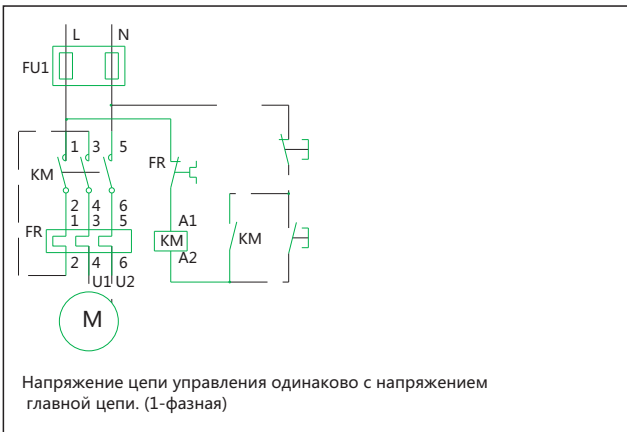 L N
FU1
1 3 5
KM
FR
2 4 6
1 3 5
FR
A1
KM
KM
A2
2 4 6
U1 U2
M
Напряжение цепи управления одинаково с напряжением
главной цепи. (1-фазная)